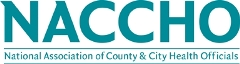 NACCHO
National Association of County & City Health Officials